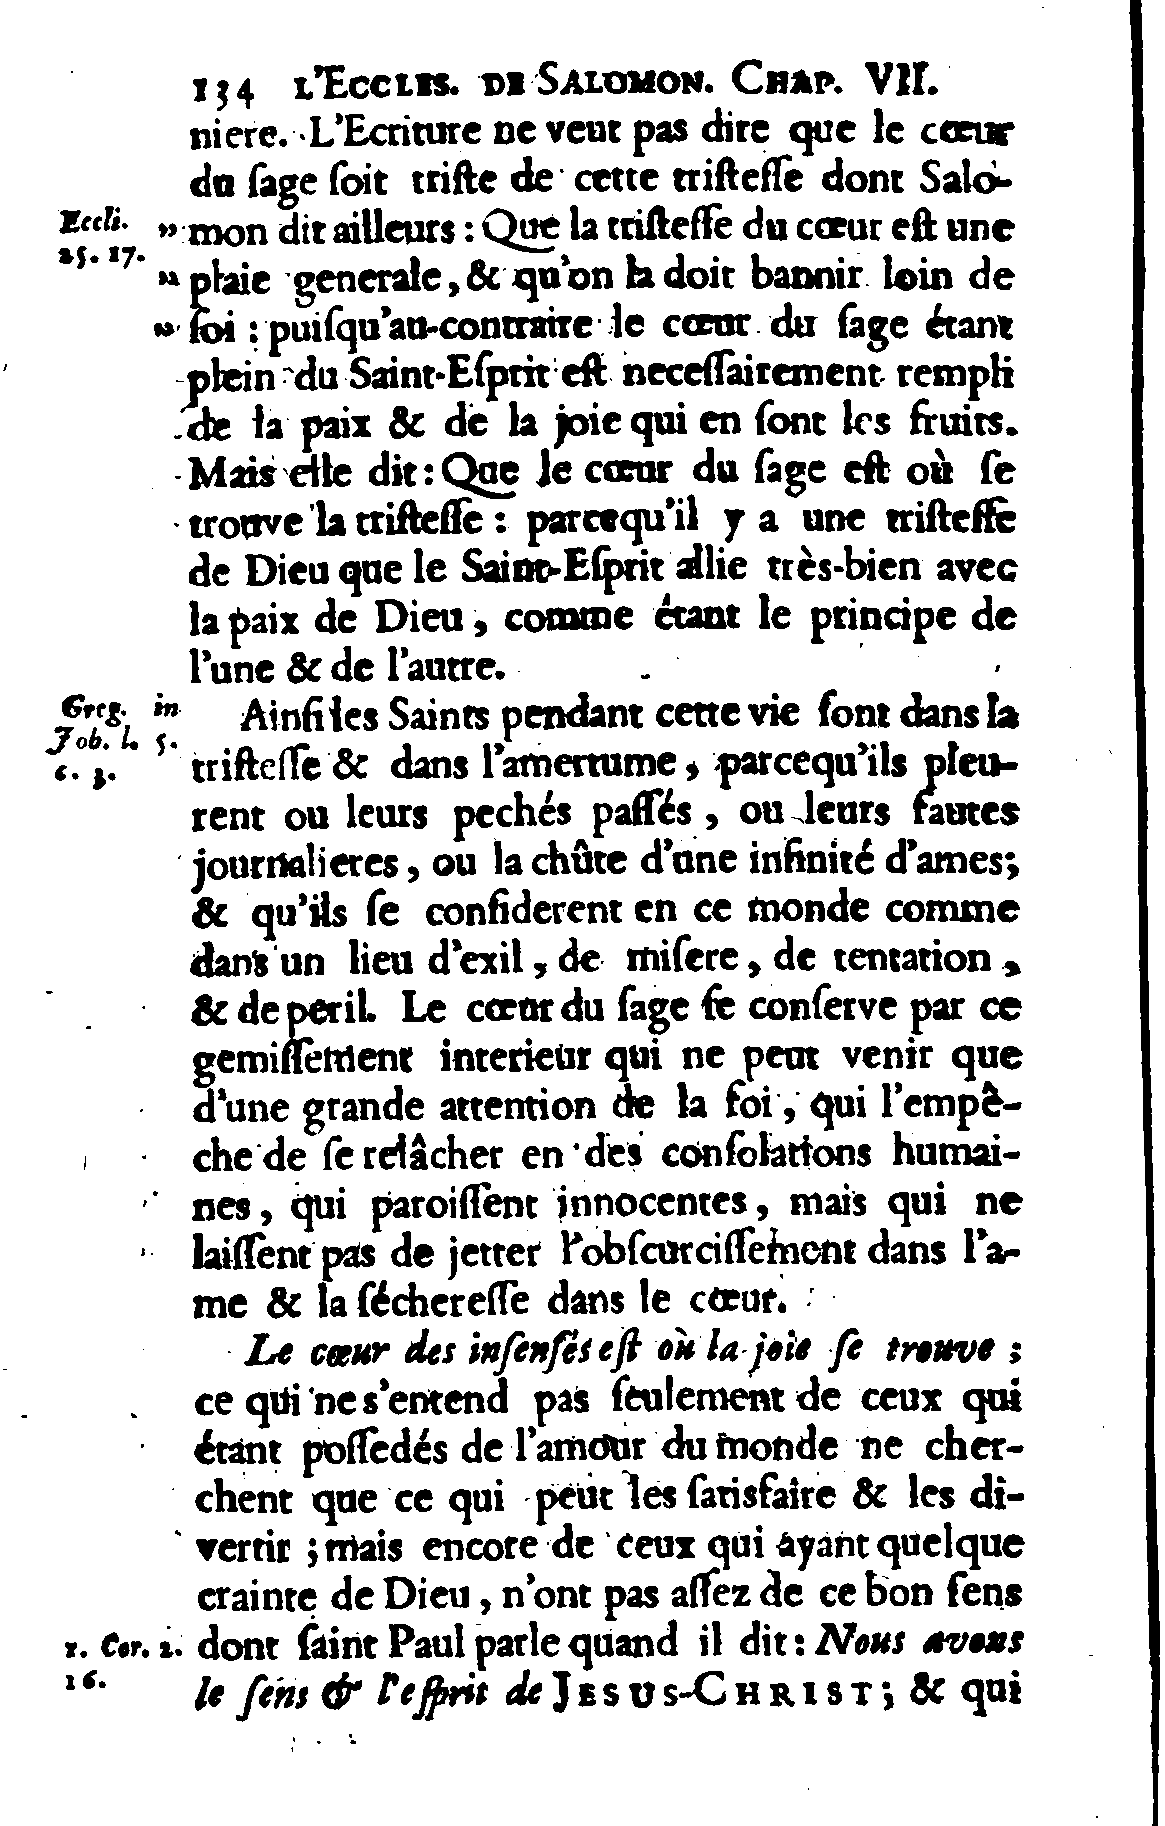 134 L'ECCLES. DE SALOMON. CHAP. VII.
niere. L'Ecriture ne veut pas dire que le cœur
du ſage ſoit triſte de cette triſteſſe dont Salo-
Eccli. 25. 17.
" mon dit ailleurs : Que la triſteſſe du cœur eſt une
" plaie generale, & qu'on la doit bannir loin de
" ſoi : puiſqu'au-contraire le cœur du ſage étant
plein du Saint-Eſprit eſt neceſſairement rempli
de la paix & de la joie qui en ſont les fruits.
Mais elle dit : Que le cœur du ſage eſt où ſe
trouve la triſteſſe : parcequ'il y a une triſteſſe
de Dieu que le Saint-Eſprit allie très-bien avec
la paix de Dieu, comme étant le principe de
l'une & de l'autre.
Greg. in
Job. l. 5.
c. 3.
Ainſi les Saints pendant cette vie ſont dans la
triſteſſe & dans l'amertume, parcequ'ils pleu-
rent ou leurs pechés paſſés, ou leurs fautes
journalieres, ou la chûte d'une infinité d'ames;
& qu'ils ſe conſiderent en ce monde comme
dans un lieu d'exil, de miſere, de tentation,
& de peril. Le cœur du ſage ſe conſerve par ce
gemiſſement interieur qui ne peut venir que
d'une grande attention de la foi, qui l'empê-
che de ſe relâcher en des conſolations humai-
nes, qui paroiſſent innocentes, mais qui ne
laiſſent pas de jetter l'obſcurciſſement dans l'a-
me & la ſéchereſſe dans le cœur.
Le cœur des inſenſés eſt où la joie ſe trouve ;
ce qui ne s'entend pas ſeulement de ceux qui
étant poſſedés de l'amour du monde ne cher-
chent que ce qui peut les ſatisfaire & les di-
vertir ; mais encore de ceux qui ayant quelque
crainte de Dieu, n'ont pas aſſez de ce bon ſens
1. Cor. 2.
16.
dont ſaint Paul parle quand il dit : Nous avons
le ſens & l'eſprit de JESUS-CHRIST; & qui